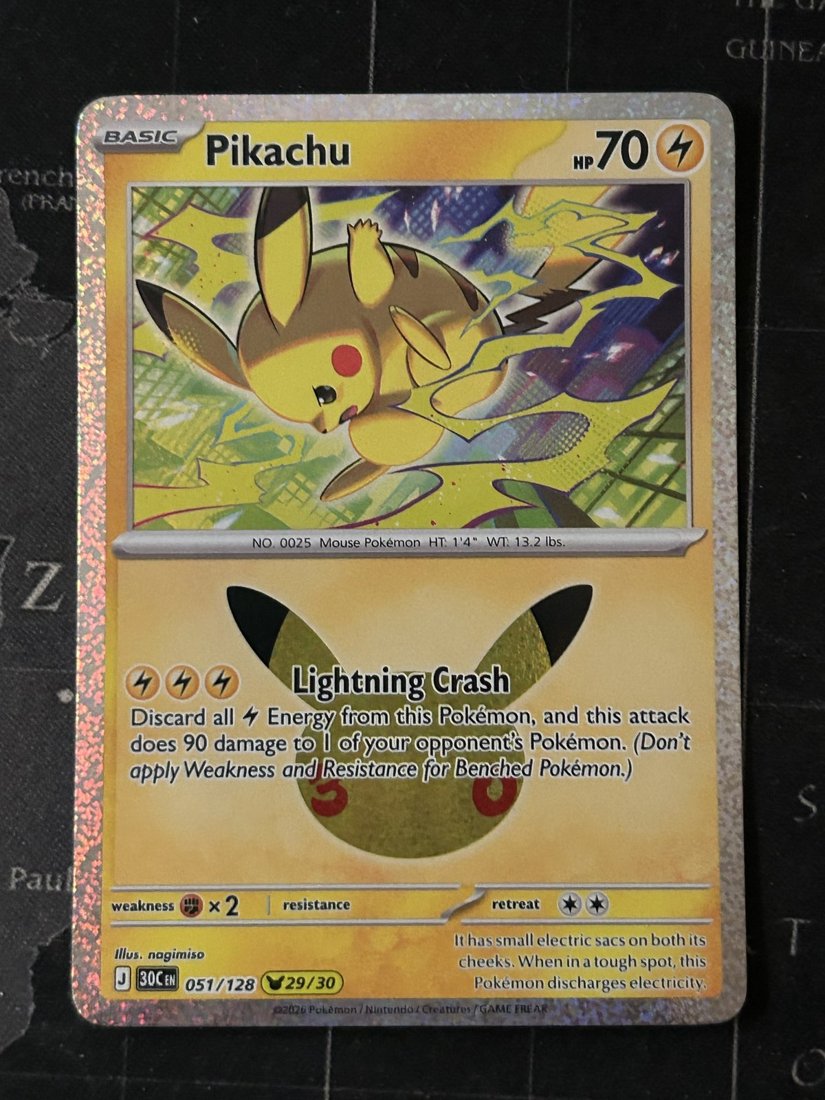 GUINEA
BASIC
Pikachu
HP 70
NO. 0025 Mouse Pokémon HT: 1'4" WT: 13.2 lbs.
Lightning Crash
Discard all Energy from this Pokémon, and this attack
does 90 damage to 1 of your opponent's Pokémon. (Don't
apply Weakness and Resistance for Benched Pokémon.)
30
weakness ×2 resistance retreat
Illus. nagimiso
It has small electric sacs on both its
cheeks. When in a tough spot, this
Pokémon discharges electricity.
J 30C EN 051/128 29/30
©2026 Pokémon / Nintendo / Creatures / GAME FREAK
Z
S
T
O